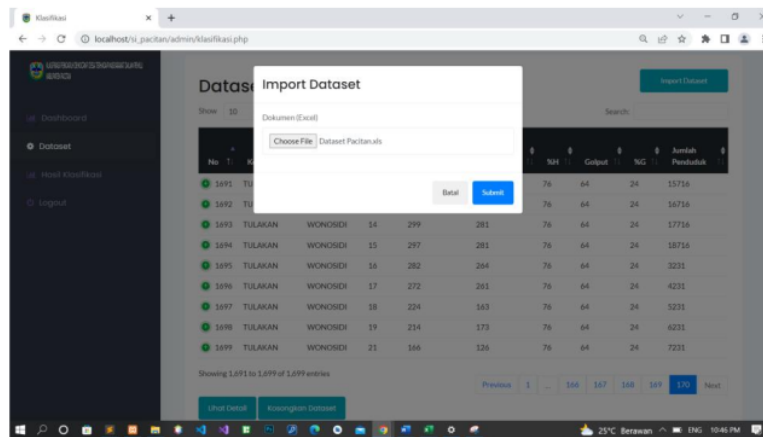 Klasifikasi
localhost/si_pacitan/admin/klasifikasi.php
Dashboard
Dataset
Hasil Klasifikasi
Logout
Import Dataset
Import Dataset
Dokumen (Excel)
Choose File Dataset Pacitan.xls
Batal Submit
Show 10 Search:
No %H Golput %G Jumlah Penduduk
1691 76 64 24 15716
1692 76 64 24 16716
1693 TULAKAN WONOSIDI 14 299 281 76 64 24 17716
1694 TULAKAN WONOSIDI 15 297 281 76 64 24 18716
1695 TULAKAN WONOSIDI 16 282 264 76 64 24 3231
1696 TULAKAN WONOSIDI 17 272 261 76 64 24 4231
1697 TULAKAN WONOSIDI 18 224 163 76 64 24 5231
1698 TULAKAN WONOSIDI 19 214 173 76 64 24 6231
1699 TULAKAN WONOSIDI 21 166 126 76 64 24 7231
Showing 1,691 to 1,699 of 1,699 entries
Previous 1 ... 166 167 168 169 170 Next
Lihat Detail Kosongkan Dataset
25°C Berawan ENG 10:46 PM